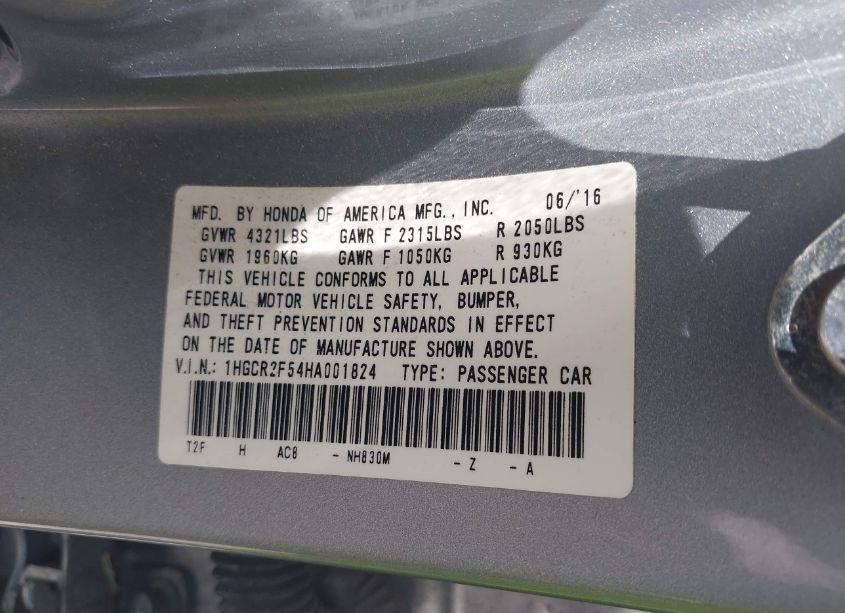 MFD. BY HONDA OF AMERICA MFG., INC. 06/'16
GVWR 4321LBS GAWR F 2315LBS R 2050LBS
GVWR 1960KG GAWR F 1050KG R 930KG
THIS VEHICLE CONFORMS TO ALL APPLICABLE
FEDERAL MOTOR VEHICLE SAFETY, BUMPER,
AND THEFT PREVENTION STANDARDS IN EFFECT
ON THE DATE OF MANUFACTURE SHOWN ABOVE.
V.I.N.: 1HGCR2F54HA001824 TYPE: PASSENGER CAR
T2F H AC8 - NH830M - Z - A